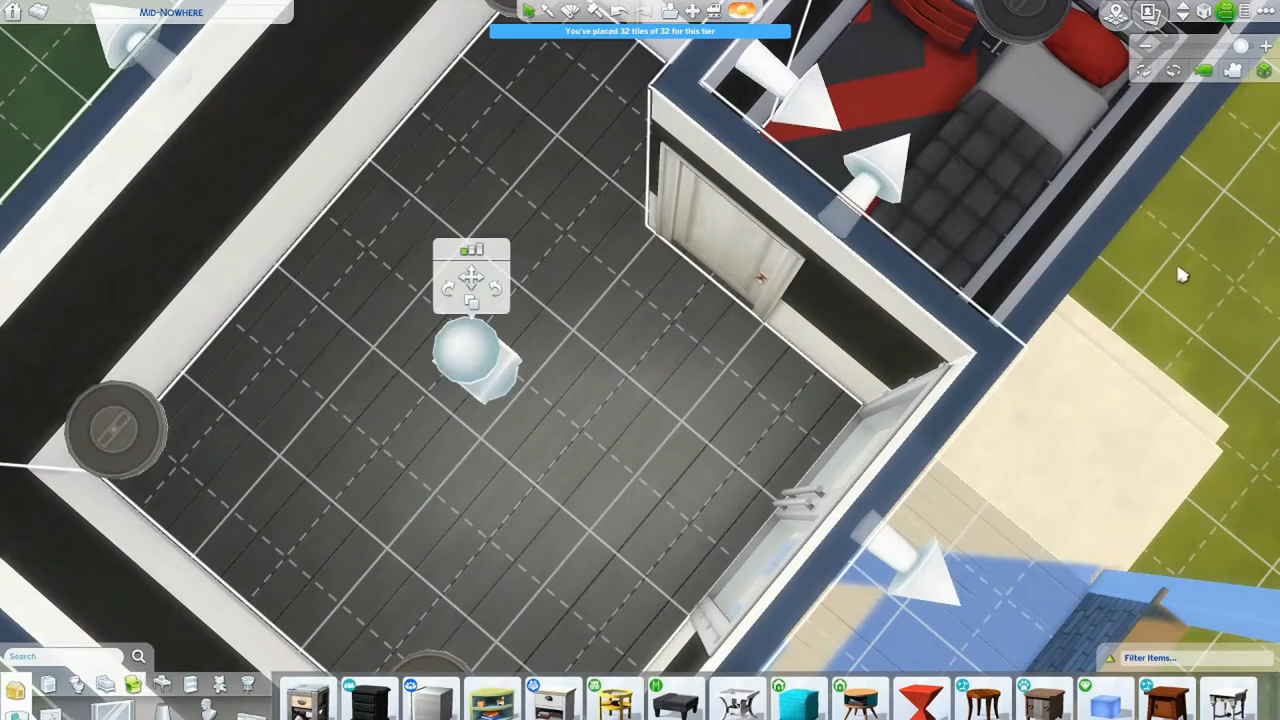 Mid-Nowhere
You've placed 32 tiles of 32 for this tier
Search
Filter Items...